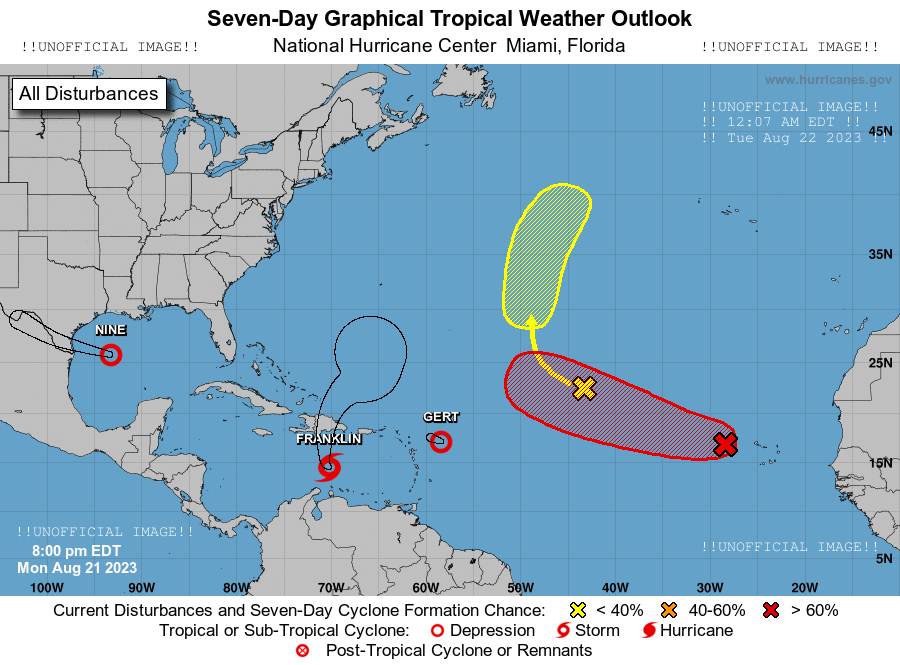 Seven-Day Graphical Tropical Weather Outlook
!!UNOFFICIAL IMAGE!! National Hurricane Center Miami, Florida !!UNOFFICIAL IMAGE!!
www.hurricanes.gov
All Disturbances
!!UNOFFICIAL IMAGE!!
!! 12:07 AM EDT !!
45N
!! Tue Aug 22 2023 !!
35N
NINE
25N
GERT
FRANKLIN
15N
!!UNOFFICIAL IMAGE!!
8:00 pm EDT
Mon Aug 21 2023
!!UNOFFICIAL IMAGE!!
5N
100W 90W 80W 70W 60W 50W 40W 30W 20W
Current Disturbances and Seven-Day Cyclone Formation Chance: < 40% 40-60% > 60%
Tropical or Sub-Tropical Cyclone: Depression Storm Hurricane
Post-Tropical Cyclone or Remnants